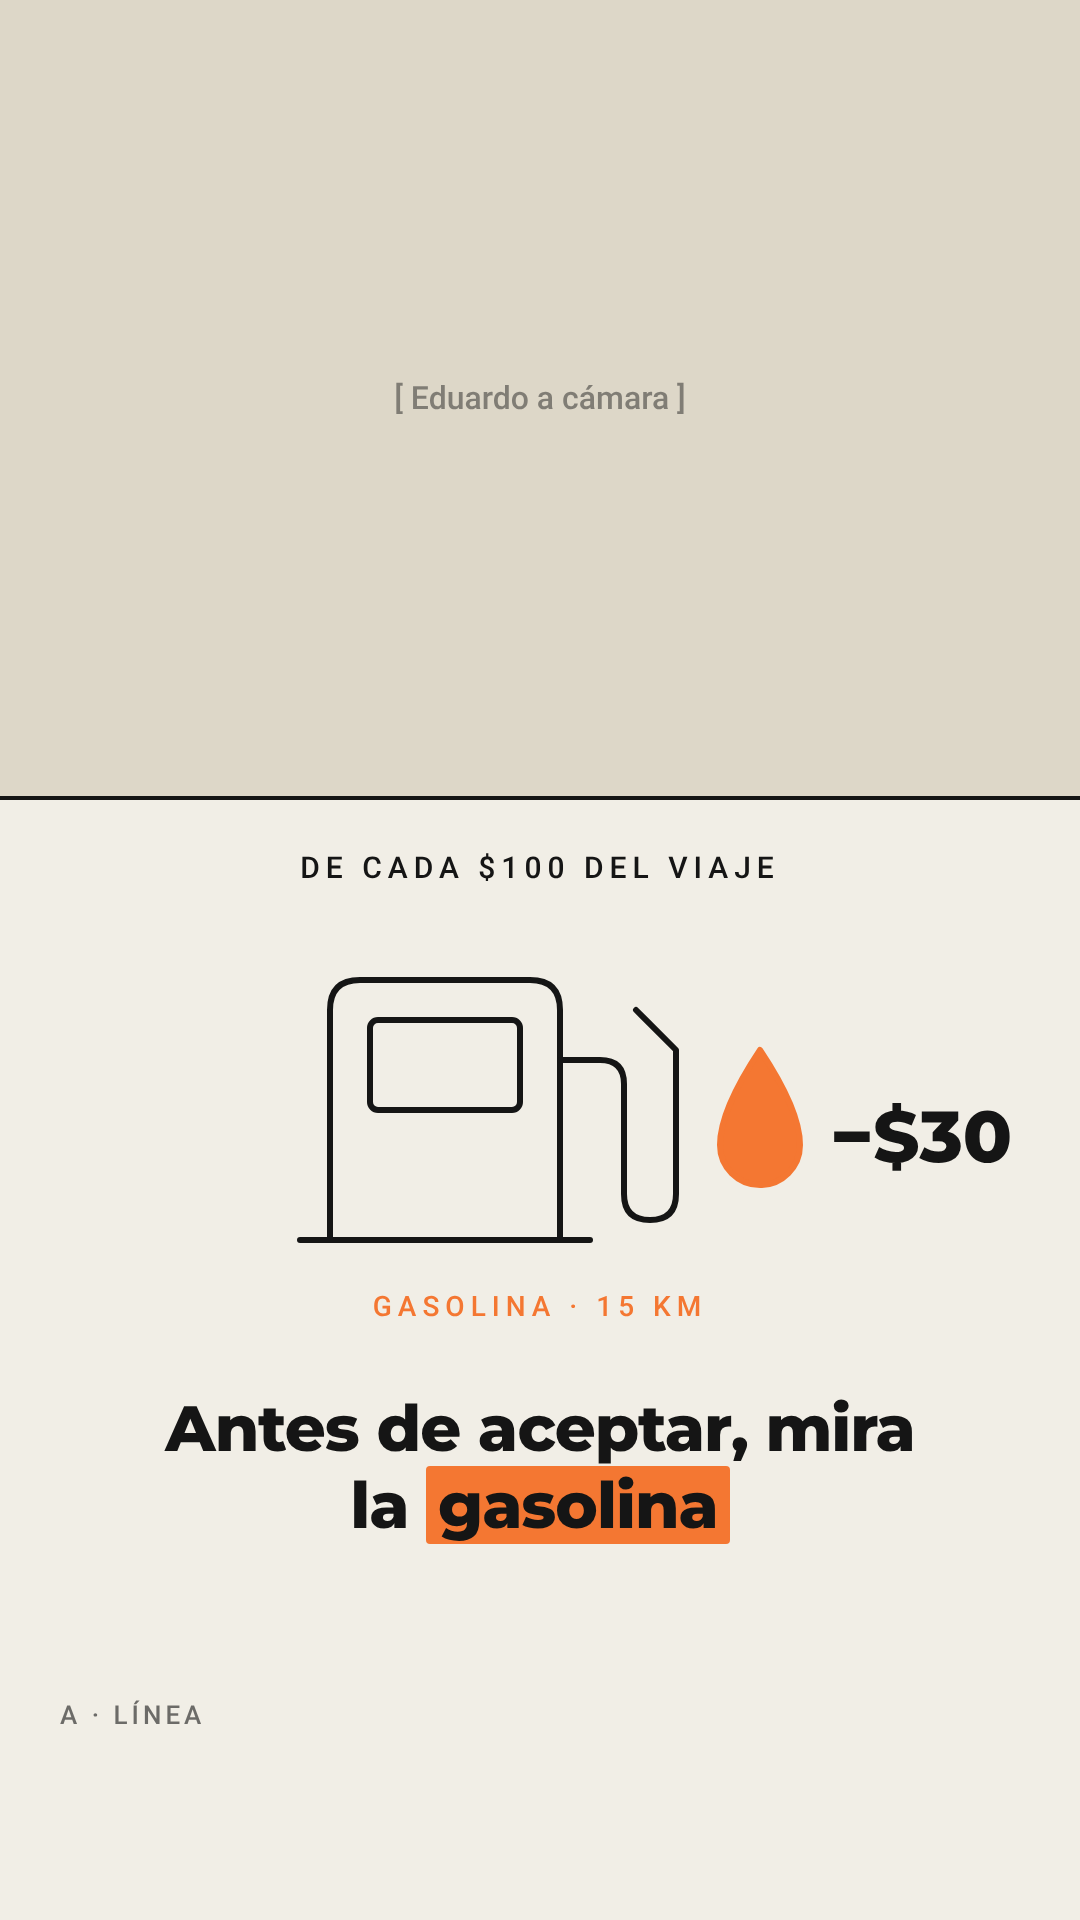 [ Eduardo a cámara ]
DE CADA $100 DEL VIAJE
–$30
GASOLINA · 15 KM
Antes de aceptar, mira
la gasolina
A · LÍNEA